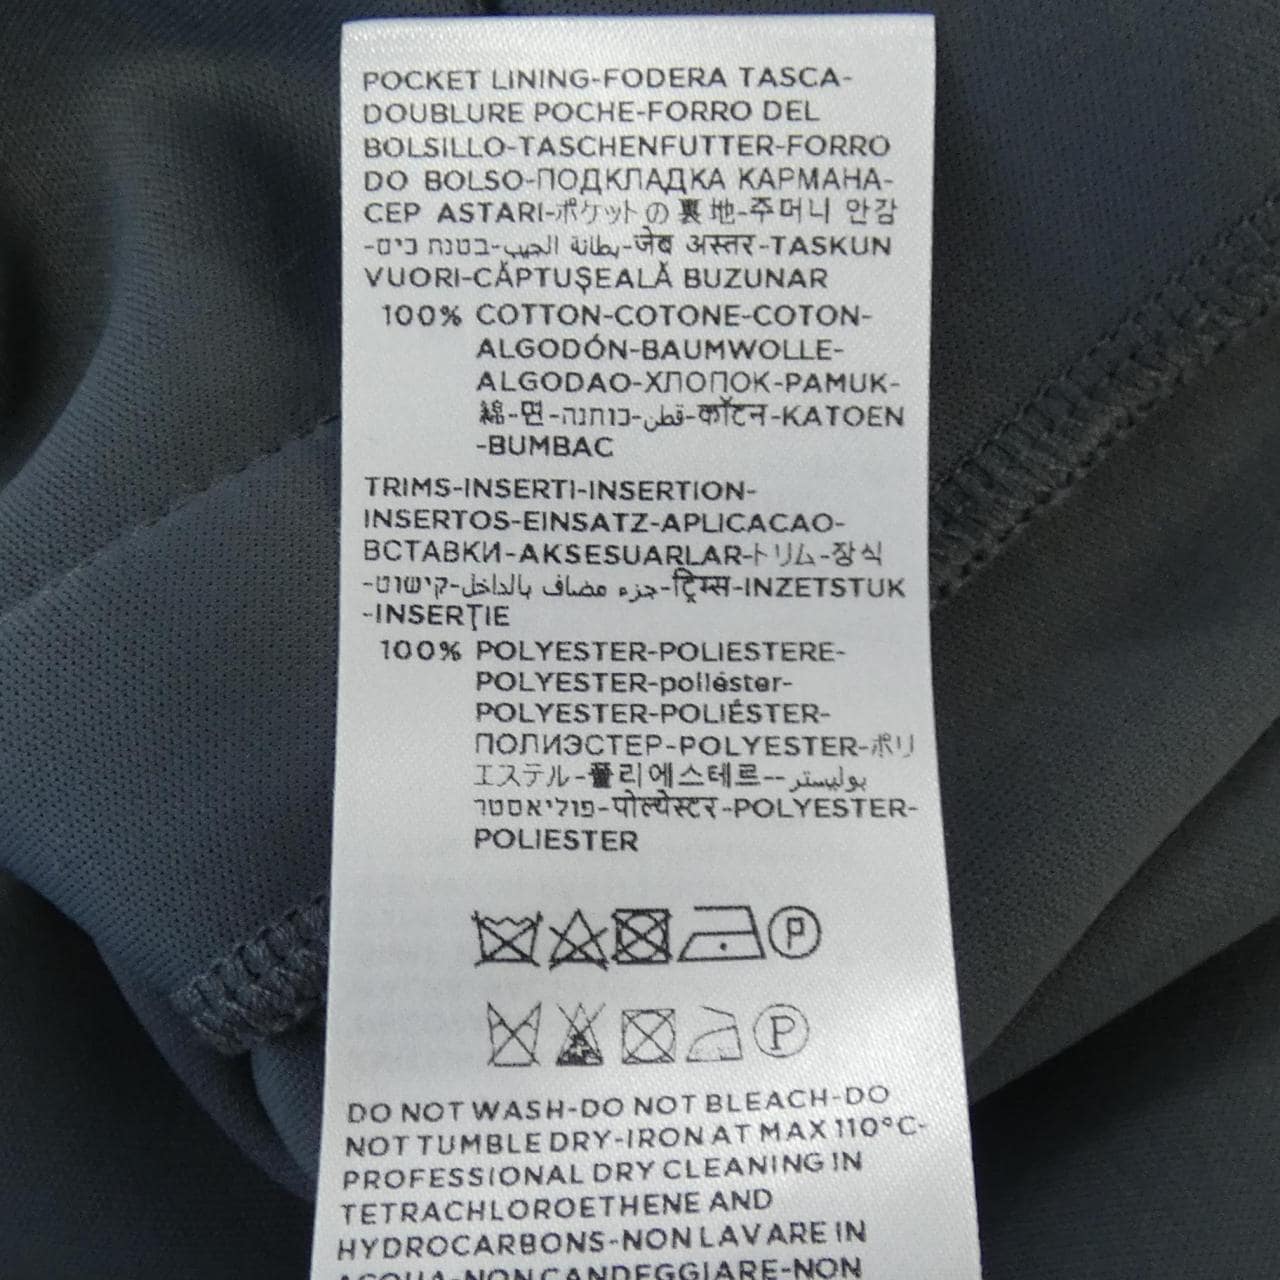 POCKET LINING-FODERA TASCA-
DOUBLURE POCHE-FORRO DEL
BOLSILLO-TASCHENFUTTER-FORRO
DO BOLSO-ПОДКЛАДКА КАРМАНА-
CEP ASTARI-ポケットの裏地-주머니 안감
-בטנת כיס-بطانة الجيب-जेब अस्तर-TASKUN
VUORI-CĂPTUȘEALĂ BUZUNAR
100% COTTON-COTONE-COTON-
ALGODÓN-BAUMWOLLE-
ALGODAO-ХЛОПОК-PAMUK-
綿-면-כותנה-قطن-कॉटन-KATOEN
-BUMBAC
TRIMS-INSERTI-INSERTION-
INSERTOS-EINSATZ-APLICACAO-
ВСТАВКИ-AKSESUARLAR-トリム-장식
-קישוט-جزء مضاف بالداخل-ट्रिम्स-INZETSTUK
-INSERȚIE
100% POLYESTER-POLIESTERE-
POLYESTER-poliéster-
POLYESTER-POLIÉSTER-
ПОЛИЭСТЕР-POLYESTER-ポリ
エステル-폴리에스테르--بوليستر
פוליאסטר-पोल्येस्टर-POLYESTER-
POLIESTER
P
P
DO NOT WASH-DO NOT BLEACH-DO
NOT TUMBLE DRY-IRON AT MAX 110°C-
PROFESSIONAL DRY CLEANING IN
TETRACHLOROETHENE AND
HYDROCARBONS-NON LAVARE IN
ACQUA-NON CANDEGGIARE-NON